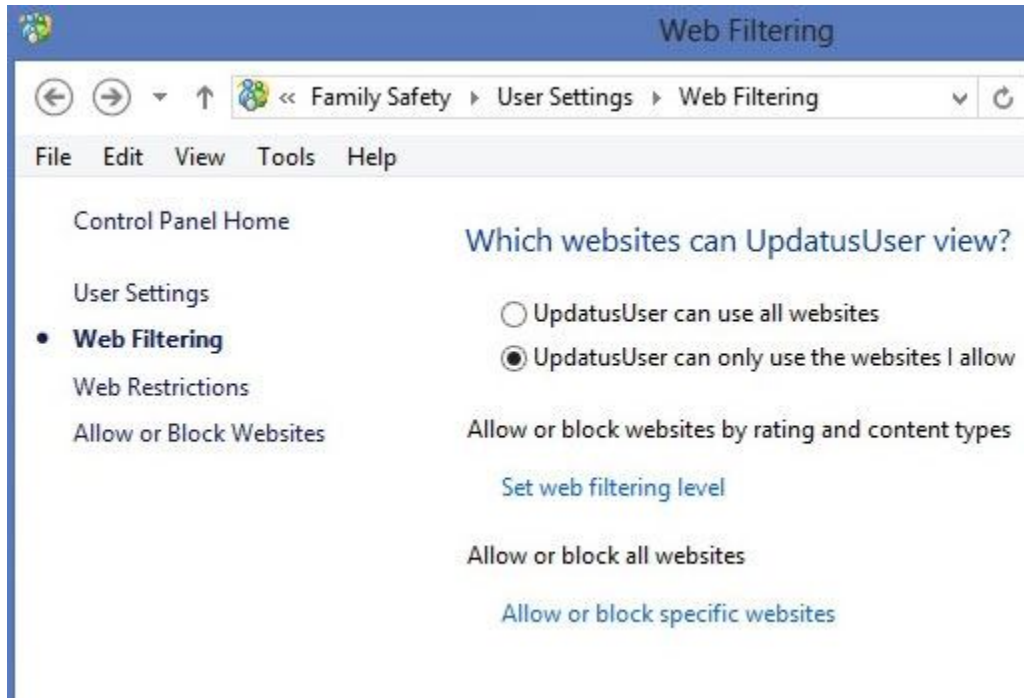 Web Filtering
« Family Safety ▸ User Settings ▸ Web Filtering
File Edit View Tools Help
Control Panel Home
User Settings
Web Filtering
Web Restrictions
Allow or Block Websites
Which websites can UpdatusUser view?
UpdatusUser can use all websites
UpdatusUser can only use the websites I allow
Allow or block websites by rating and content types
Set web filtering level
Allow or block all websites
Allow or block specific websites